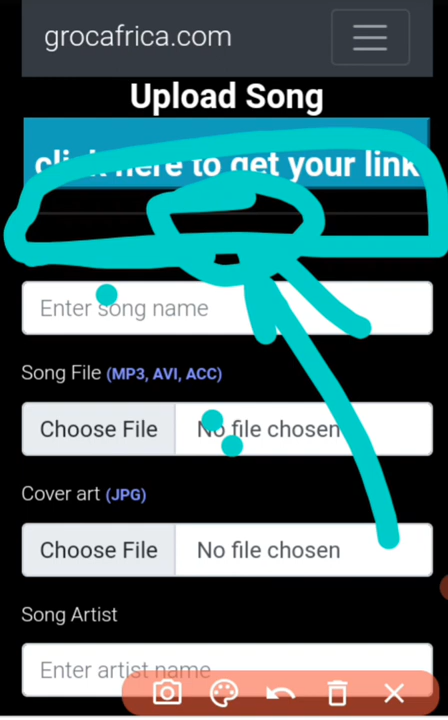 grocafrica.com
Upload Song
click here to get your link
Enter song name
Song File (MP3, AVI, ACC)
Choose File No file chosen
Cover art (JPG)
Choose File No file chosen
Song Artist
Enter artist name